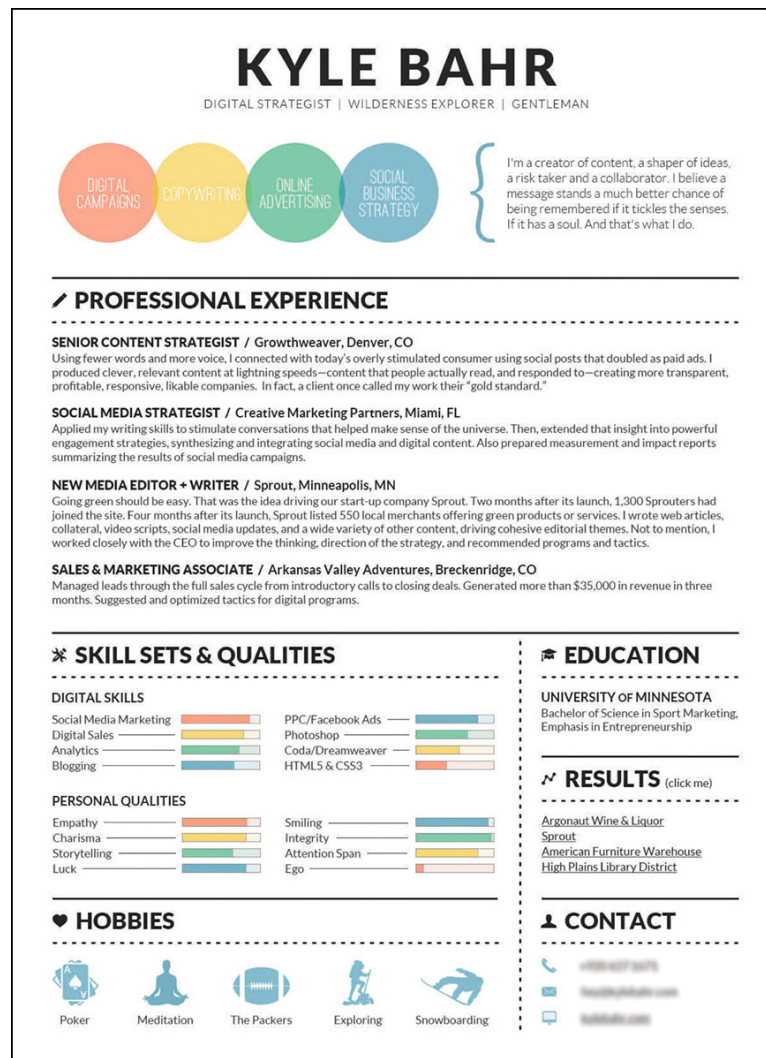 KYLE BAHR
DIGITAL STRATEGIST | WILDERNESS EXPLORER | GENTLEMAN
DIGITAL
CAMPAIGNS
COPYWRITING
ONLINE
ADVERTISING
SOCIAL
BUSINESS
STRATEGY
I'm a creator of content, a shaper of ideas,
a risk taker and a collaborator. I believe a
message stands a much better chance of
being remembered if it tickles the senses.
If it has a soul. And that's what I do.
PROFESSIONAL EXPERIENCE
SENIOR CONTENT STRATEGIST / Growthweaver, Denver, CO
Using fewer words and more voice, I connected with today's overly stimulated consumer using social posts that doubled as paid ads. I
produced clever, relevant content at lightning speeds—content that people actually read, and responded to—creating more transparent,
profitable, responsive, likable companies. In fact, a client once called my work their "gold standard."
SOCIAL MEDIA STRATEGIST / Creative Marketing Partners, Miami, FL
Applied my writing skills to stimulate conversations that helped make sense of the universe. Then, extended that insight into powerful
engagement strategies, synthesizing and integrating social media and digital content. Also prepared measurement and impact reports
summarizing the results of social media campaigns.
NEW MEDIA EDITOR + WRITER / Sprout, Minneapolis, MN
Going green should be easy. That was the idea driving our start-up company Sprout. Two months after its launch, 1,300 Sprouters had
joined the site. Four months after its launch, Sprout listed 550 local merchants offering green products or services. I wrote web articles,
collateral, video scripts, social media updates, and a wide variety of other content, driving cohesive editorial themes. Not to mention, I
worked closely with the CEO to improve the thinking, direction of the strategy, and recommended programs and tactics.
SALES & MARKETING ASSOCIATE / Arkansas Valley Adventures, Breckenridge, CO
Managed leads through the full sales cycle from introductory calls to closing deals. Generated more than $35,000 in revenue in three
months. Suggested and optimized tactics for digital programs.
SKILL SETS & QUALITIES
DIGITAL SKILLS
Social Media Marketing
Digital Sales
Analytics
Blogging
PPC/Facebook Ads
Photoshop
Coda/Dreamweaver
HTML5 & CSS3
PERSONAL QUALITIES
Empathy
Charisma
Storytelling
Luck
Smiling
Integrity
Attention Span
Ego
HOBBIES
A
A
Poker
Meditation
The Packers
Exploring
Snowboarding
EDUCATION
UNIVERSITY OF MINNESOTA
Bachelor of Science in Sport Marketing,
Emphasis in Entrepreneurship
RESULTS (click me)
Argonaut Wine & Liquor
Sprout
American Furniture Warehouse
High Plains Library District
CONTACT